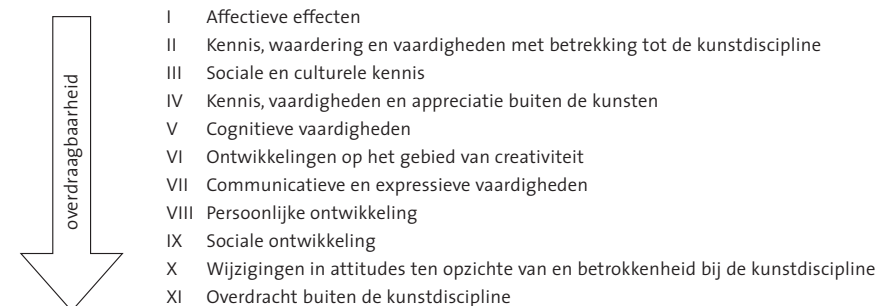 overdraagbaarheid
I Affectieve effecten
II Kennis, waardering en vaardigheden met betrekking tot de kunstdiscipline
III Sociale en culturele kennis
IV Kennis, vaardigheden en appreciatie buiten de kunsten
V Cognitieve vaardigheden
VI Ontwikkelingen op het gebied van creativiteit
VII Communicatieve en expressieve vaardigheden
VIII Persoonlijke ontwikkeling
IX Sociale ontwikkeling
X Wijzigingen in attitudes ten opzichte van en betrokkenheid bij de kunstdiscipline
XI Overdracht buiten de kunstdiscipline